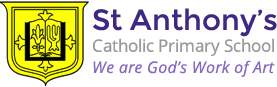 St Anthony's
Catholic Primary School
We are God's Work of Art